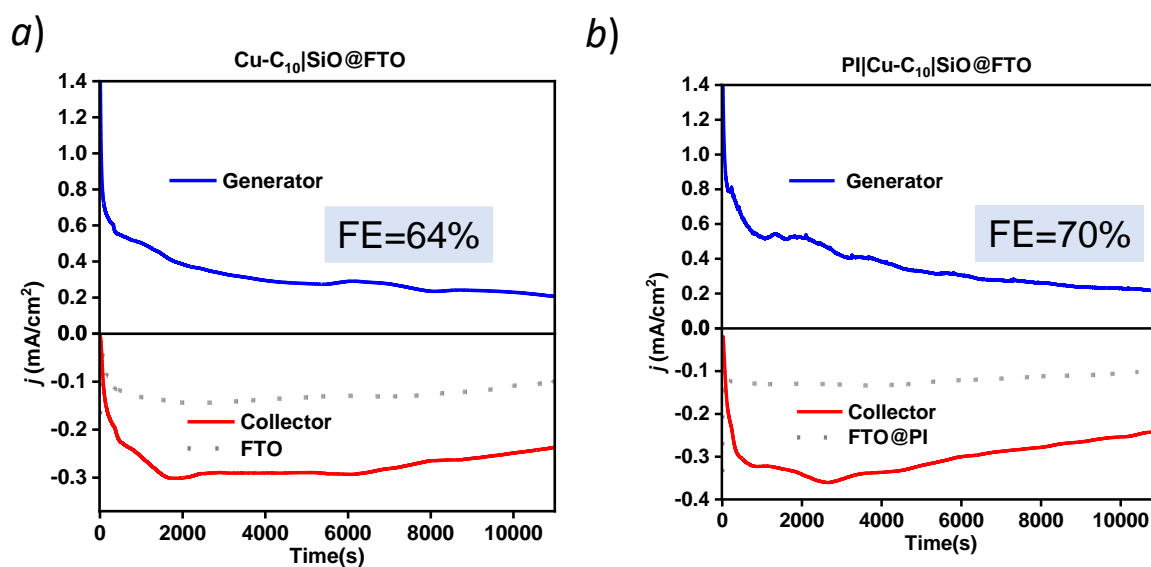 a)
Cu-C₁₀|SiO@FTO
1.4
1.2
1.0
0.8
0.6
0.4
0.2
0.0
-0.1
-0.2
-0.3
j (mA/cm²)
Generator
FE=64%
Collector
FTO
0 2000 4000 6000 8000 10000
Time(s)
b)
PI|Cu-C₁₀|SiO@FTO
1.4
1.2
1.0
0.8
0.6
0.4
0.2
0.0
0.0
-0.1
-0.2
-0.3
-0.4
j (mA/cm²)
Generator
FE=70%
Collector
FTO@PI
0 2000 4000 6000 8000 10000
Time(s)